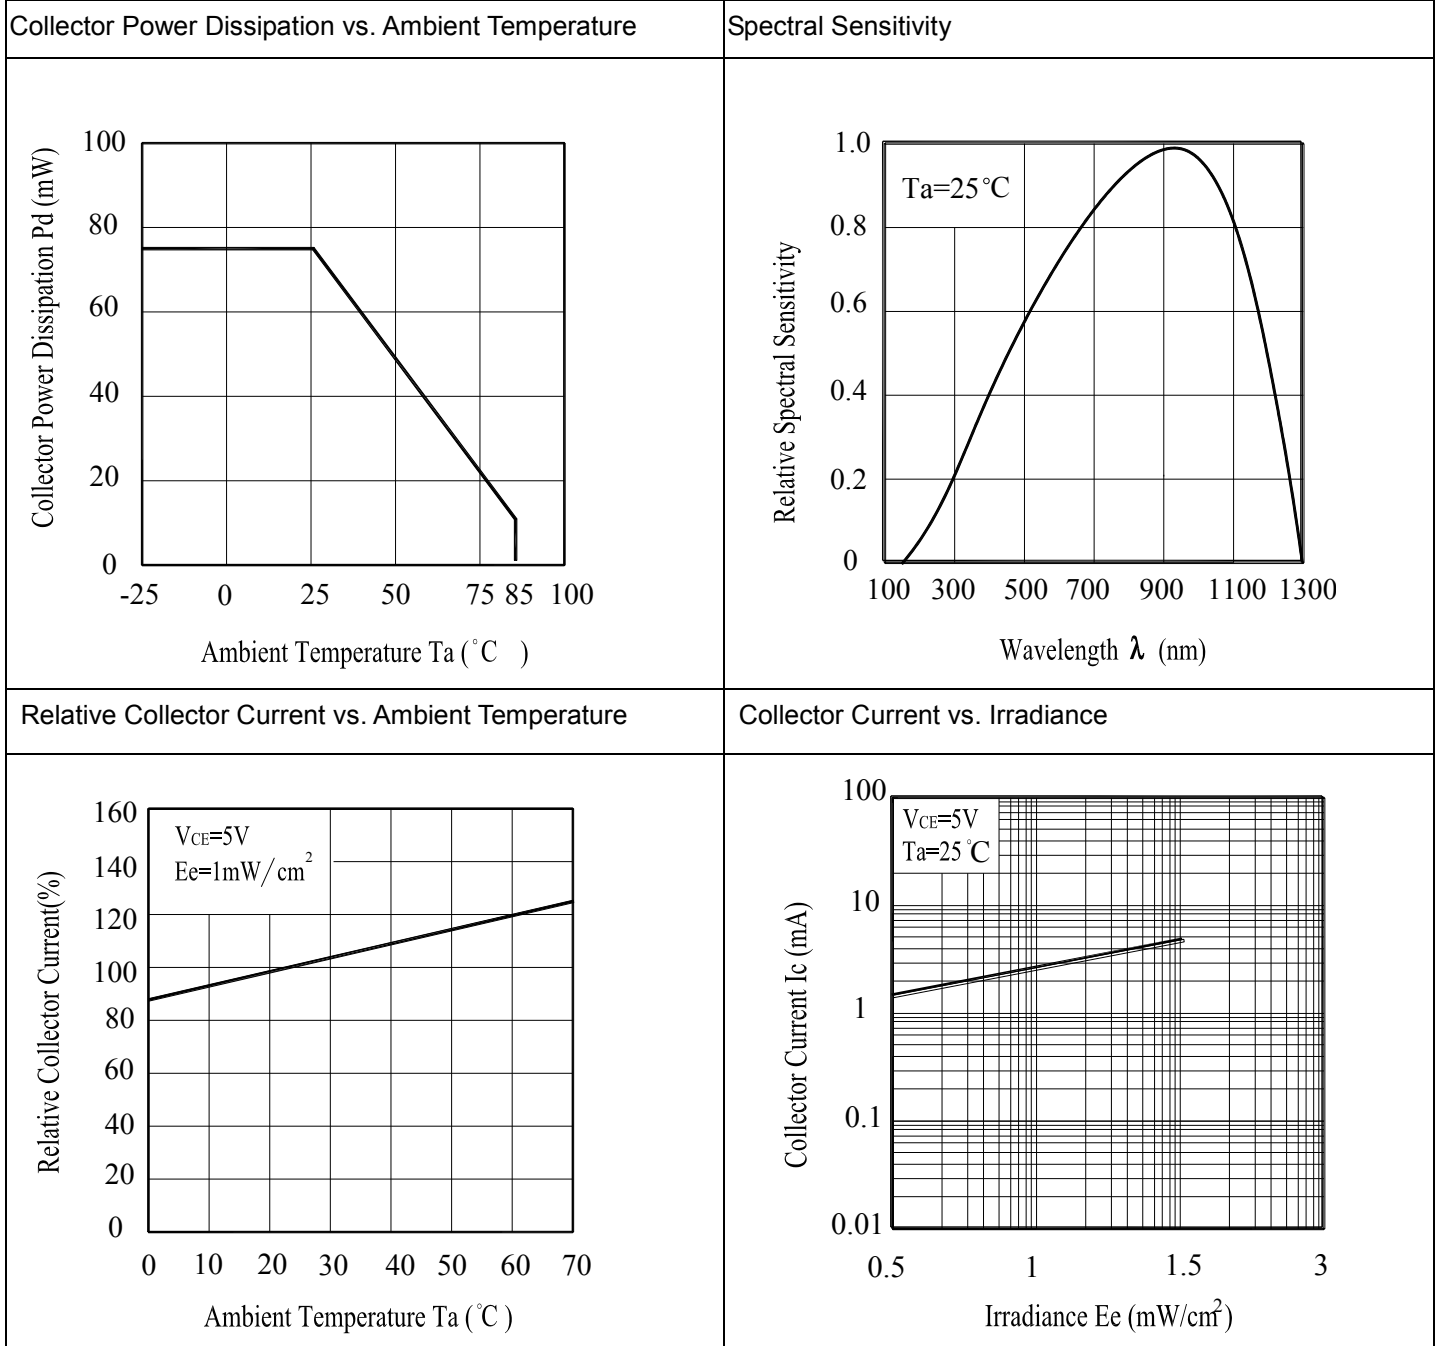 Collector Power Dissipation vs. Ambient Temperature
Spectral Sensitivity
Collector Power Dissipation Pd (mW)
100
80
60
40
20
0
-25 0 25 50 75 85 100
Ambient Temperature Ta (°C )
Relative Spectral Sensitivity
1.0
Ta=25°C
0.8
0.6
0.4
0.2
0
100 300 500 700 900 1100 1300
Wavelength λ (nm)
Relative Collector Current vs. Ambient Temperature
Collector Current vs. Irradiance
Relative Collector Current(%)
160
VCE=5V
Ee=1mW/cm²
140
120
100
80
60
40
20
0
0 10 20 30 40 50 60 70
Ambient Temperature Ta (°C)
Collector Current Ic (mA)
100
VCE=5V
Ta=25°C
10
1
0.1
0.01
0.5 1 1.5 3
Irradiance Ee (mW/cm²)